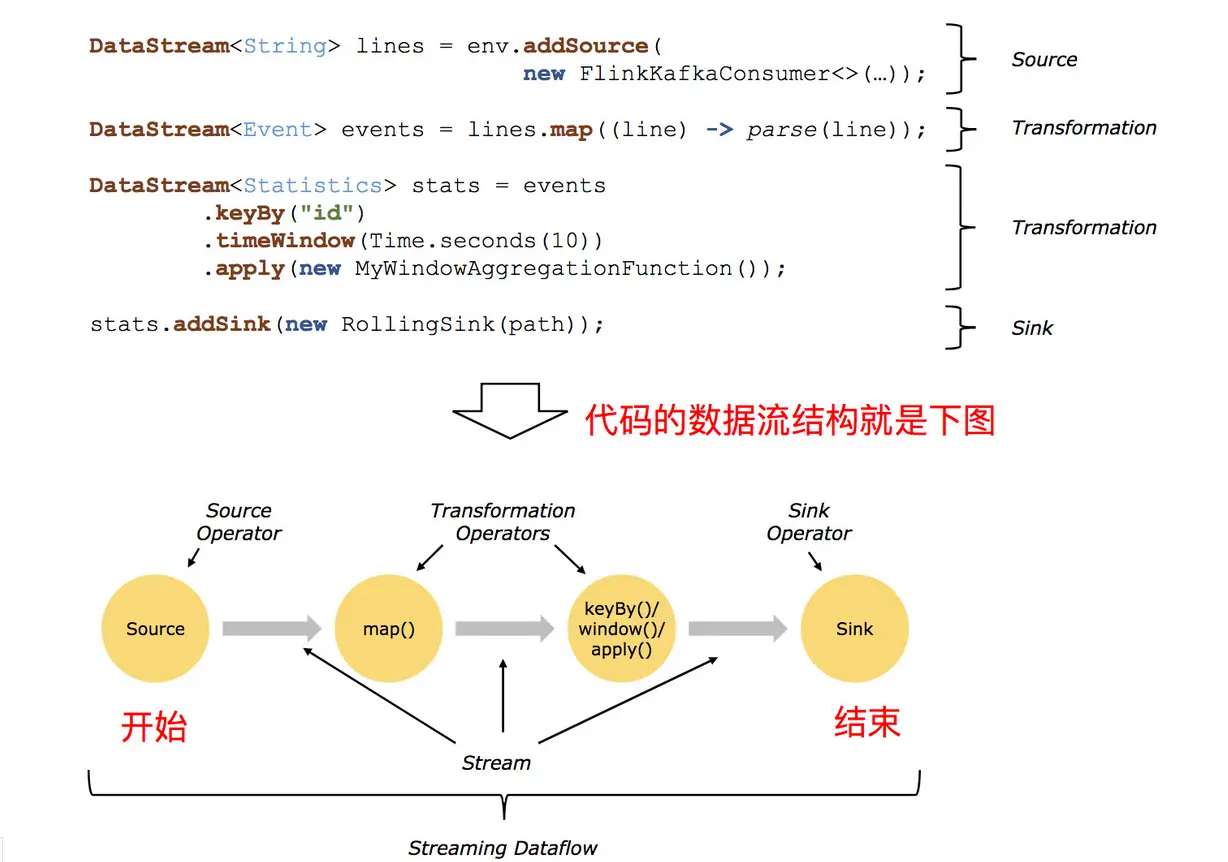 DataStream<String> lines = env.addSource(
new FlinkKafkaConsumer<>(…));
Source
DataStream<Event> events = lines.map((line) -> parse(line));
Transformation
DataStream<Statistics> stats = events
.keyBy("id")
.timeWindow(Time.seconds(10))
.apply(new MyWindowAggregationFunction());
Transformation
stats.addSink(new RollingSink(path));
Sink
代码的数据流结构就是下图
Source
Operator
Transformation
Operators
Sink
Operator
Source
map()
keyBy()/
window()/
apply()
Sink
开始
结束
Stream
Streaming Dataflow